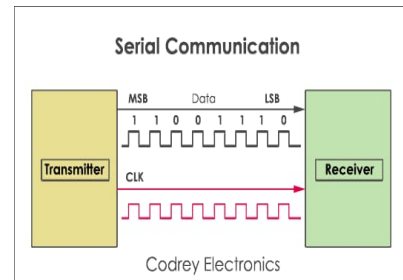 Serial Communication
MSB Data LSB
1 1 0 0 1 1 1 0
Transmitter
CLK
Receiver
Codrey Electronics